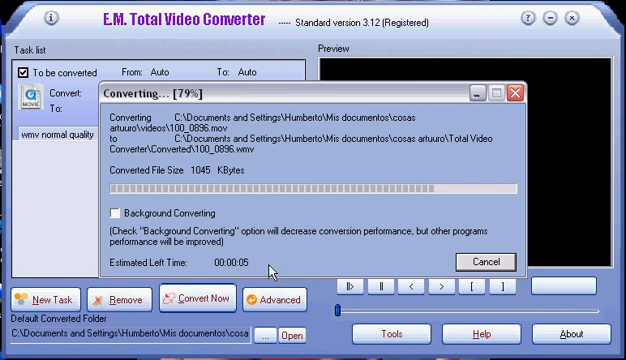 E.M. Total Video Converter ----- Standard version 3.12 (Registered)
Task list
Preview
To be converted From: Auto To: Auto
MOVIE
Convert:
To:
wmv normal quality
Converting... [79%]
Converting C:\Documents and Settings\Humberto\Mis documentos\cosas
artuuro\videos\100_0896.mov
to C:\Documents and Settings\Humberto\Mis documentos\cosas artuuro\Total Video
Converter\Converted\100_0896.wmv
Converted File Size 1045 KBytes
Background Converting
(Check "Background Converting" option will decrease conversion performance, but other programs
performance will be improved)
Estimated Left Time: 00:00:05
Cancel
New Task Remove Convert Now Advanced
Default Converted Folder
C:\Documents and Settings\Humberto\Mis documentos\cosa ... Open
Tools Help About